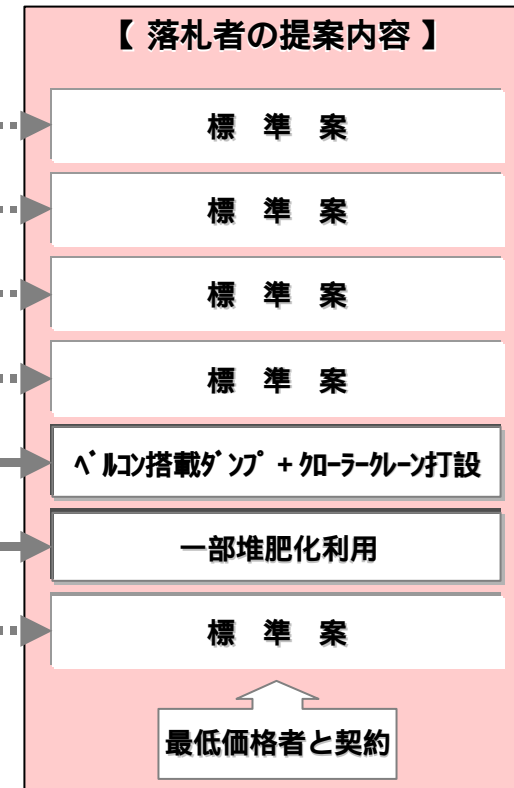 【 落札者の提案内容 】
標 準 案
標 準 案
標 準 案
標 準 案
ﾍﾞﾙｺﾝ搭載ﾀﾞﾝﾌﾟ + ｸﾛｰﾗｰｸﾚｰﾝ打設
一部堆肥化利用
標 準 案
最低価格者と契約